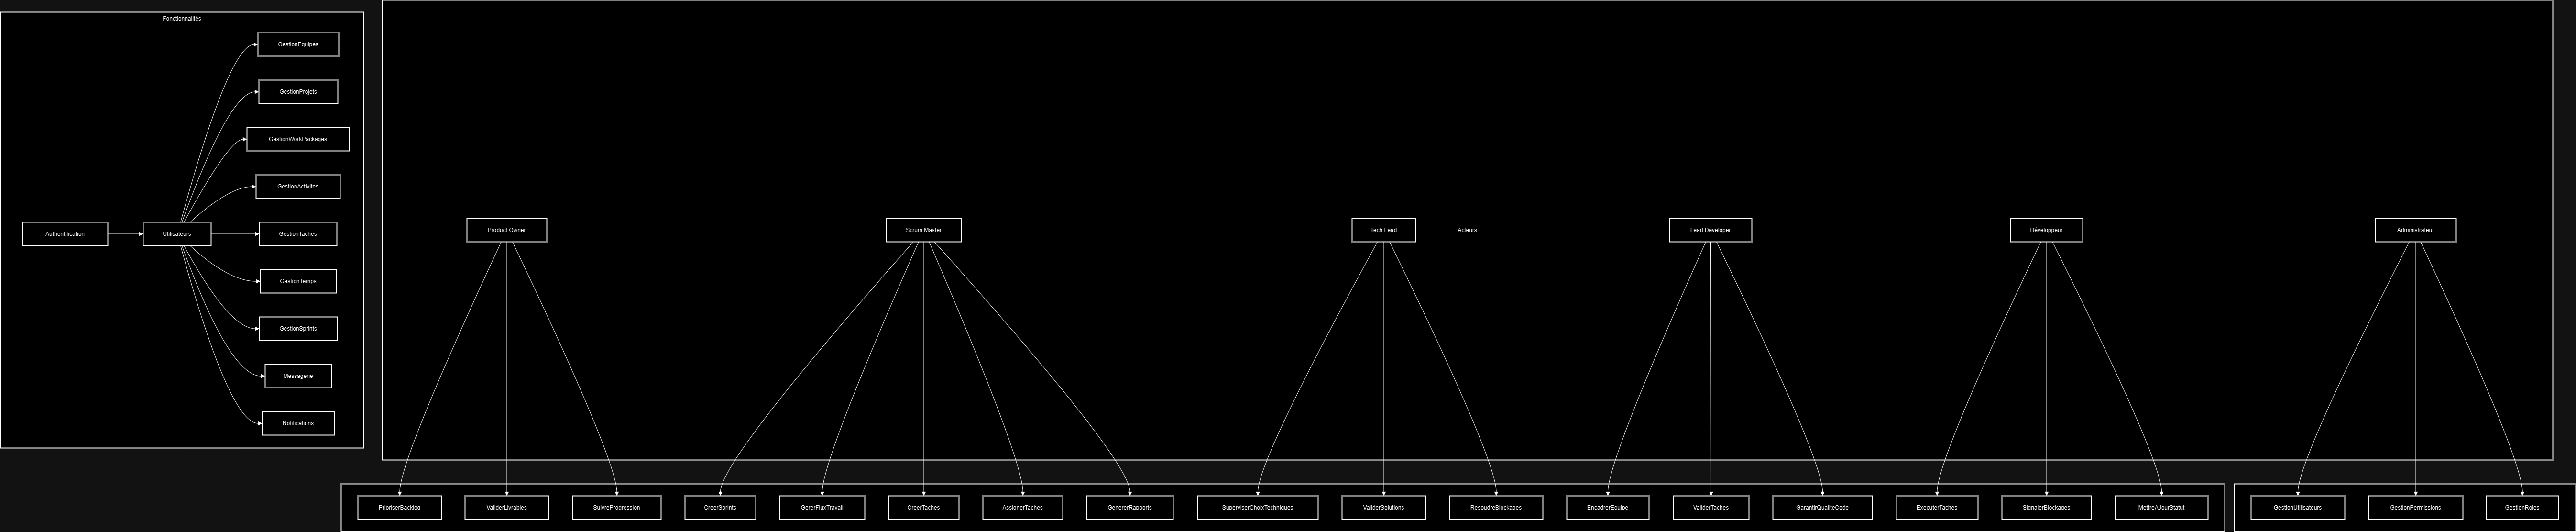 Fonctionnalités
GestionEquipes
GestionProjets
GestionWorkPackages
GestionActivites
Authentification
Utilisateurs
GestionTaches
GestionTemps
GestionSprints
Messagerie
Notifications
Product Owner
Scrum Master
Tech Lead
Acteurs
Lead Developer
Développeur
Administrateur
PrioriserBacklog
ValiderLivrables
SuivreProgression
CreerSprints
GererFluxTravail
CreerTaches
AssignerTaches
GenererRapports
SuperviserChoixTechniques
ValiderSolutions
ResoudreBlockages
EncadrerEquipe
ValiderTaches
GarantirQualiteCode
ExecuterTaches
SignalerBlockages
MettreAJourStatut
GestionUtilisateurs
GestionPermissions
GestionRoles